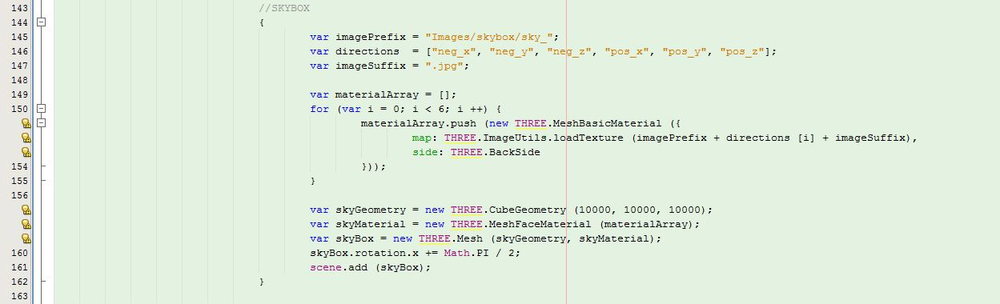 143 //SKYBOX
144 {
145 var imagePrefix = "Images/skybox/sky_";
146 var directions  = ["neg_x", "neg_y", "neg_z", "pos_x", "pos_y", "pos_z"];
147 var imageSuffix = ".jpg";
148
149 var materialArray = [];
150 for (var i = 0; i < 6; i ++) {
materialArray.push (new THREE.MeshBasicMaterial ({
map: THREE.ImageUtils.loadTexture (imagePrefix + directions [i] + imageSuffix),
side: THREE.BackSide
154 }));
155 }
156
var skyGeometry = new THREE.CubeGeometry (10000, 10000, 10000);
var skyMaterial = new THREE.MeshFaceMaterial (materialArray);
var skyBox = new THREE.Mesh (skyGeometry, skyMaterial);
160 skyBox.rotation.x += Math.PI / 2;
161 scene.add (skyBox);
162 }
163